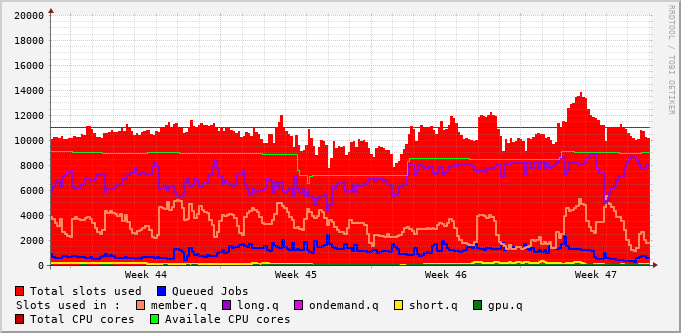 RRDTOOL / TOBI OETIKER
20000
18000
16000
14000
12000
10000
8000
6000
4000
2000
0
Week 44 Week 45 Week 46 Week 47
Total slots used Queued Jobs
Slots used in : member.q long.q ondemand.q short.q gpu.q
Total CPU cores Availale CPU cores